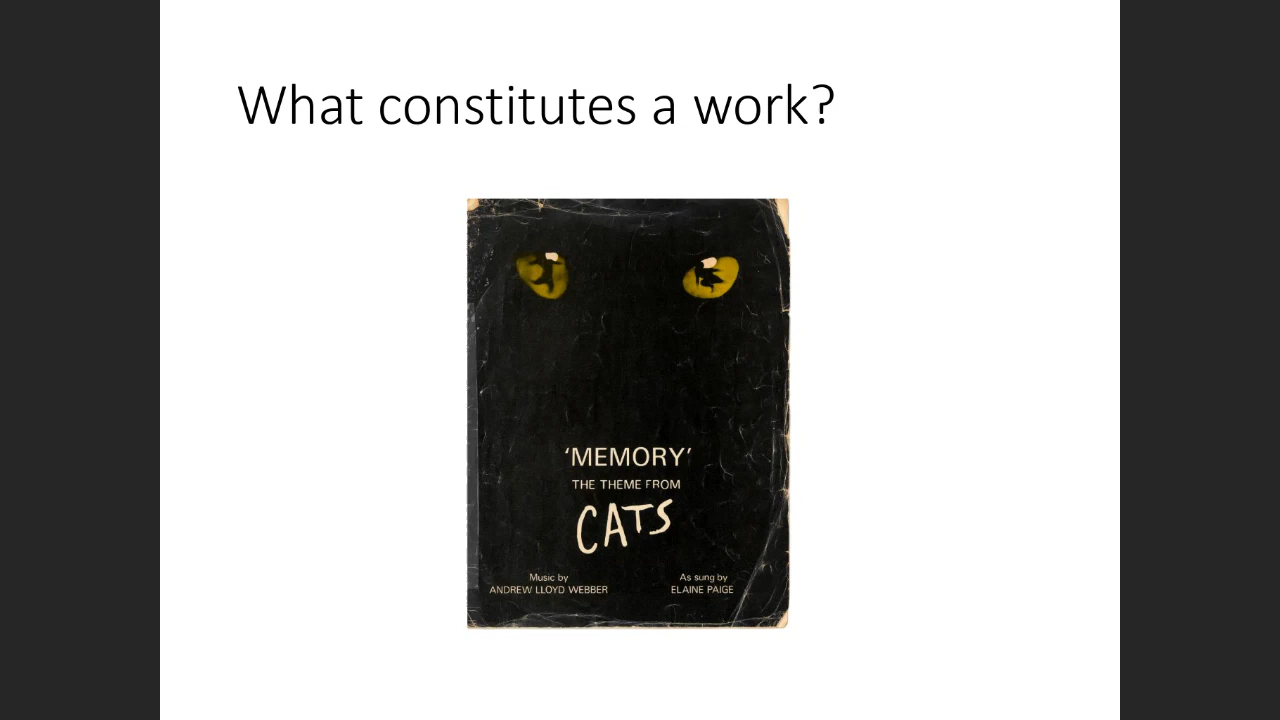 What constitutes a work?
‘MEMORY’
THE THEME FROM
CATS
Music by
ANDREW LLOYD WEBBER
As sung by
ELAINE PAIGE